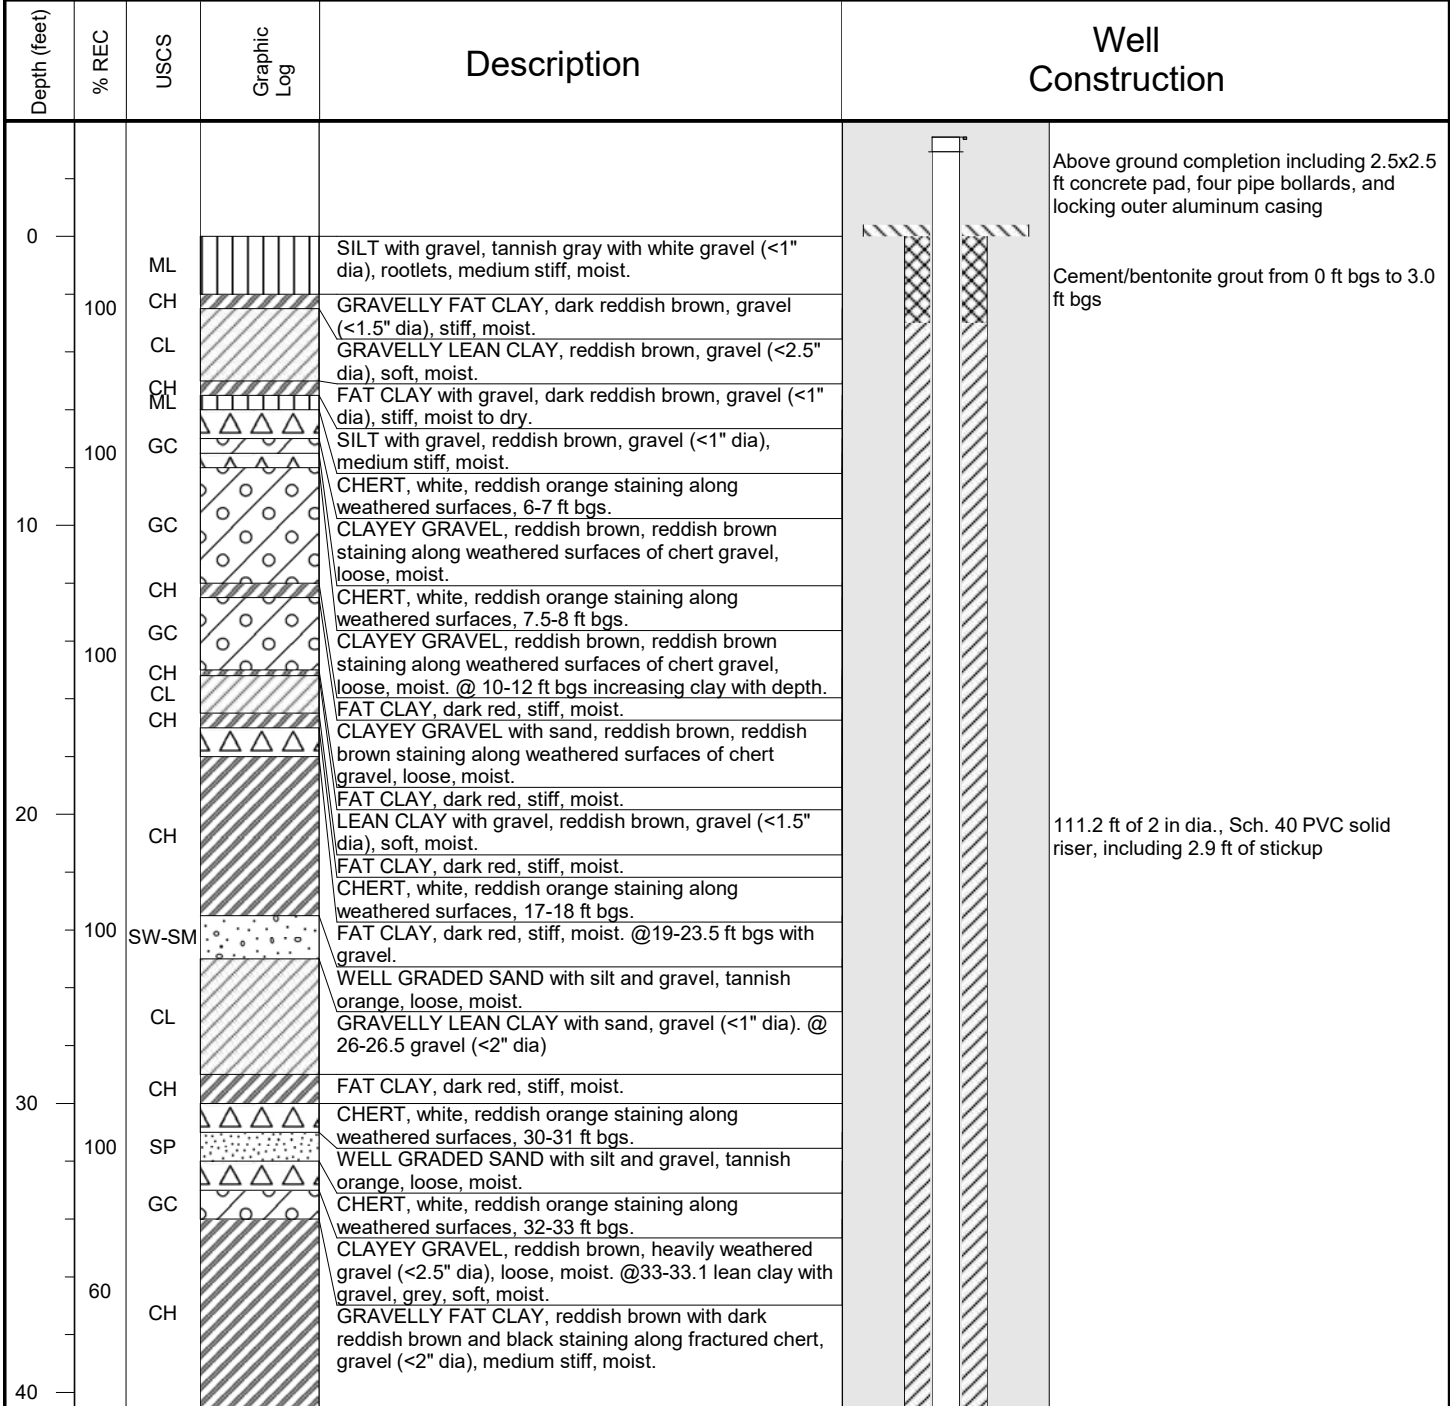 Depth (feet)
% REC
USCS
Graphic
Log
Description
Well
Construction
0
10
20
30
40
100
100
100
100
100
60
ML
CH
CL
CH
ML
GC
GC
CH
GC
CH
CL
CH
CH
SW-SM
CL
CH
SP
GC
CH
SILT with gravel, tannish gray with white gravel (<1"
dia), rootlets, medium stiff, moist.
GRAVELLY FAT CLAY, dark reddish brown, gravel
(<1.5" dia), stiff, moist.
GRAVELLY LEAN CLAY, reddish brown, gravel (<2.5"
dia), soft, moist.
FAT CLAY with gravel, dark reddish brown, gravel (<1"
dia), stiff, moist to dry.
SILT with gravel, reddish brown, gravel (<1" dia),
medium stiff, moist.
CHERT, white, reddish orange staining along
weathered surfaces, 6-7 ft bgs.
CLAYEY GRAVEL, reddish brown, reddish brown
staining along weathered surfaces of chert gravel,
loose, moist.
CHERT, white, reddish orange staining along
weathered surfaces, 7.5-8 ft bgs.
CLAYEY GRAVEL, reddish brown, reddish brown
staining along weathered surfaces of chert gravel,
loose, moist. @ 10-12 ft bgs increasing clay with depth.
FAT CLAY, dark red, stiff, moist.
CLAYEY GRAVEL with sand, reddish brown, reddish
brown staining along weathered surfaces of chert
gravel, loose, moist.
FAT CLAY, dark red, stiff, moist.
LEAN CLAY with gravel, reddish brown, gravel (<1.5"
dia), soft, moist.
FAT CLAY, dark red, stiff, moist.
CHERT, white, reddish orange staining along
weathered surfaces, 17-18 ft bgs.
FAT CLAY, dark red, stiff, moist. @19-23.5 ft bgs with
gravel.
WELL GRADED SAND with silt and gravel, tannish
orange, loose, moist.
GRAVELLY LEAN CLAY with sand, gravel (<1" dia). @
26-26.5 gravel (<2" dia)
FAT CLAY, dark red, stiff, moist.
CHERT, white, reddish orange staining along
weathered surfaces, 30-31 ft bgs.
WELL GRADED SAND with silt and gravel, tannish
orange, loose, moist.
CHERT, white, reddish orange staining along
weathered surfaces, 32-33 ft bgs.
CLAYEY GRAVEL, reddish brown, heavily weathered
gravel (<2.5" dia), loose, moist. @33-33.1 lean clay with
gravel, grey, soft, moist.
GRAVELLY FAT CLAY, reddish brown with dark
reddish brown and black staining along fractured chert,
gravel (<2" dia), medium stiff, moist.
Above ground completion including 2.5x2.5
ft concrete pad, four pipe bollards, and
locking outer aluminum casing
Cement/bentonite grout from 0 ft bgs to 3.0
ft bgs
111.2 ft of 2 in dia., Sch. 40 PVC solid
riser, including 2.9 ft of stickup